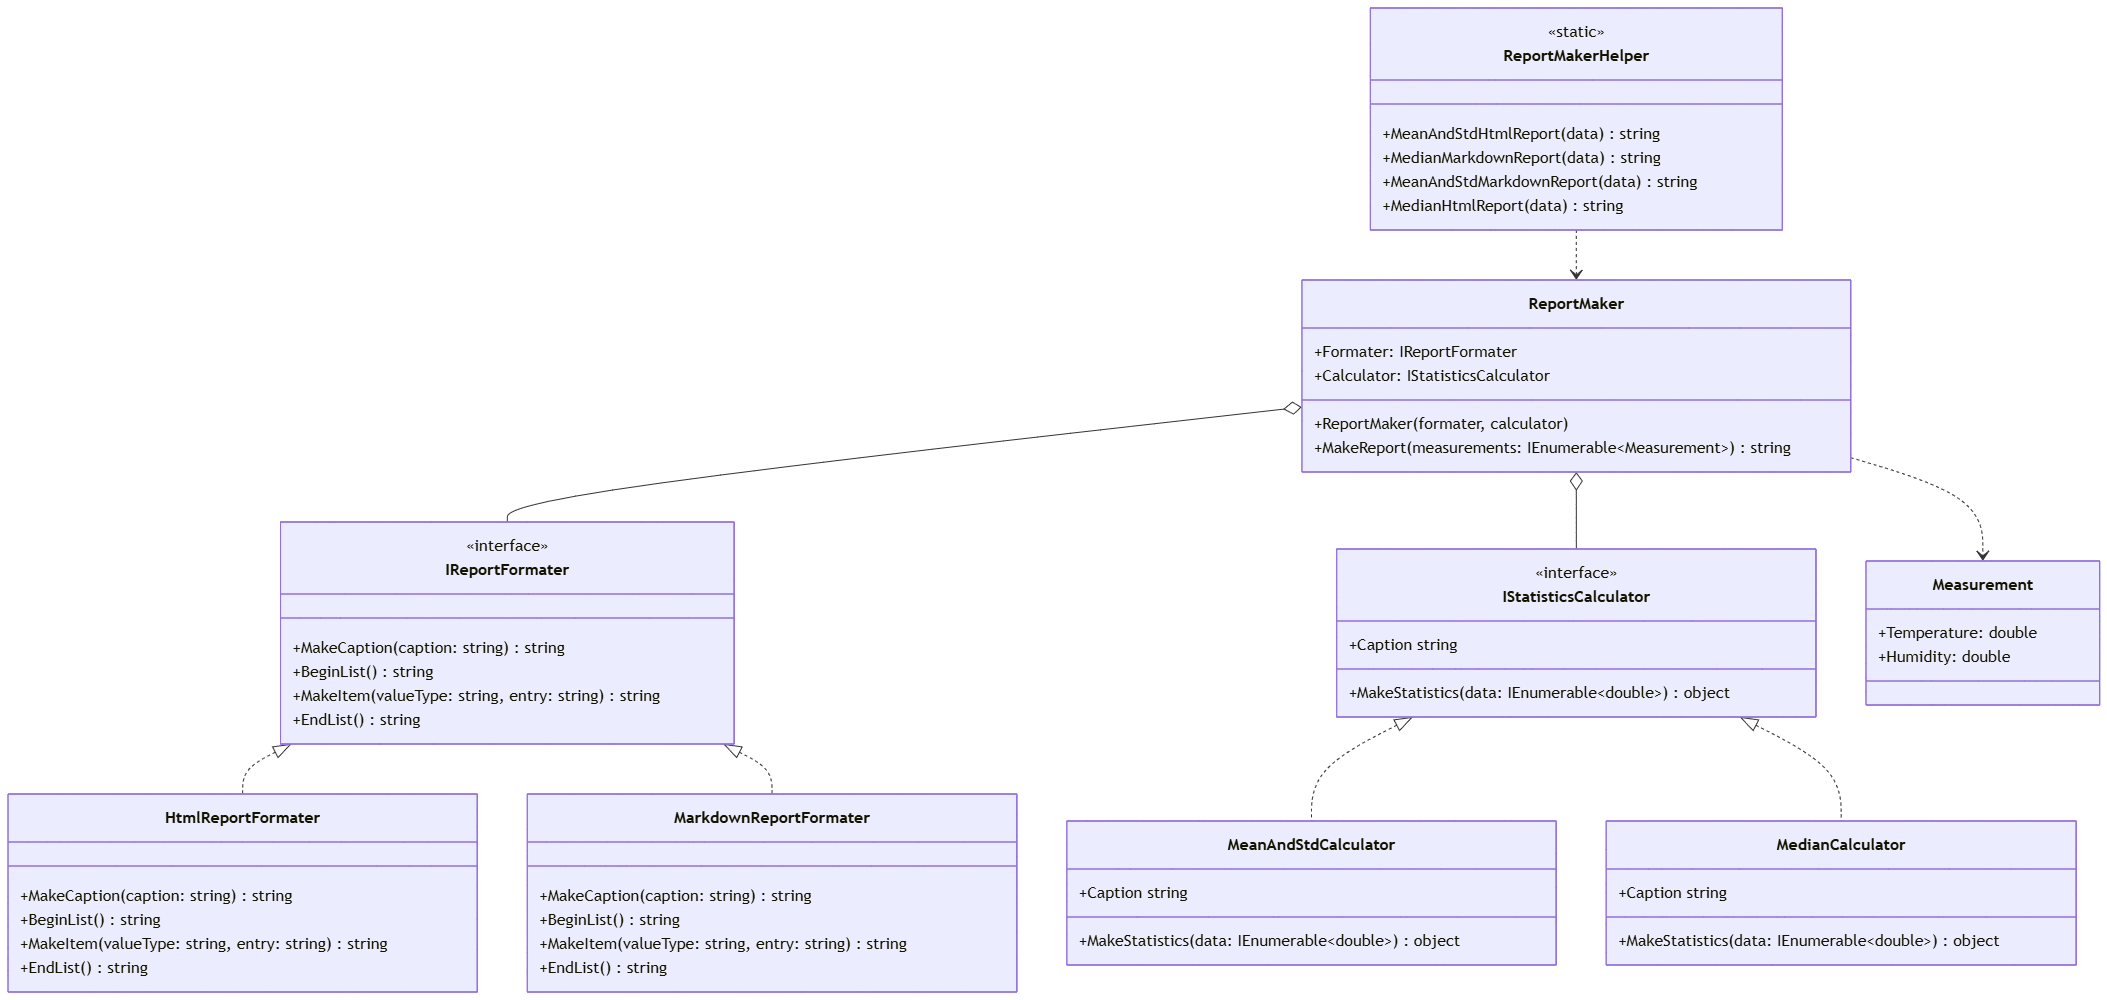 «static»
ReportMakerHelper
+MeanAndStdHtmlReport(data) : string
+MedianMarkdownReport(data) : string
+MeanAndStdMarkdownReport(data) : string
+MedianHtmlReport(data) : string
ReportMaker
+Formater: IReportFormater
+Calculator: IStatisticsCalculator
+ReportMaker(formater, calculator)
+MakeReport(measurements: IEnumerable<Measurement>) : string
«interface»
IReportFormater
+MakeCaption(caption: string) : string
+BeginList() : string
+MakeItem(valueType: string, entry: string) : string
+EndList() : string
«interface»
IStatisticsCalculator
+Caption string
+MakeStatistics(data: IEnumerable<double>) : object
Measurement
+Temperature: double
+Humidity: double
HtmlReportFormater
+MakeCaption(caption: string) : string
+BeginList() : string
+MakeItem(valueType: string, entry: string) : string
+EndList() : string
MarkdownReportFormater
+MakeCaption(caption: string) : string
+BeginList() : string
+MakeItem(valueType: string, entry: string) : string
+EndList() : string
MeanAndStdCalculator
+Caption string
+MakeStatistics(data: IEnumerable<double>) : object
MedianCalculator
+Caption string
+MakeStatistics(data: IEnumerable<double>) : object